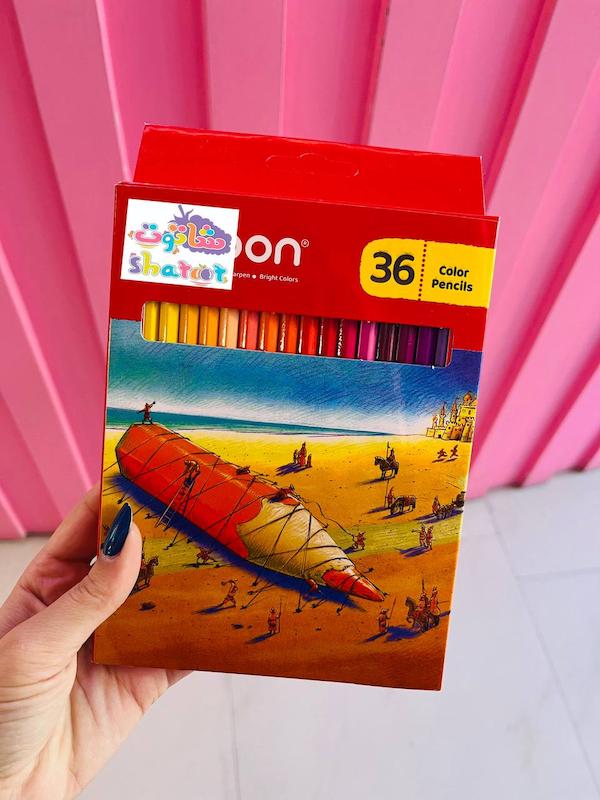 شاتوت
shatoot
oon®
arpen • Bright Colors
36
Color
Pencils